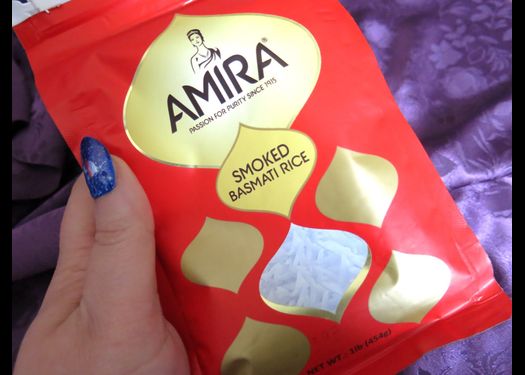 AMIRA®
PASSION FOR PURITY SINCE 1915
SMOKED
BASMATI RICE
NET WT.: 1lb (454g)